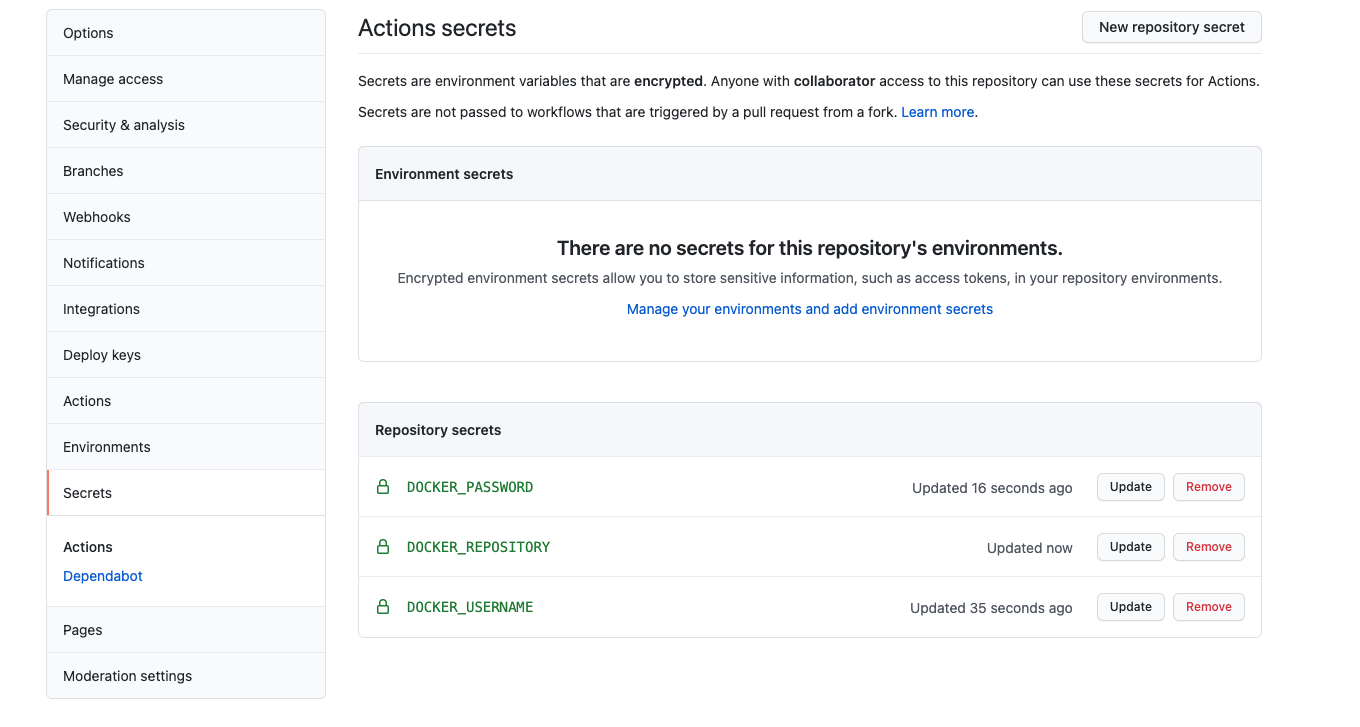 Options
Manage access
Security & analysis
Branches
Webhooks
Notifications
Integrations
Deploy keys
Actions
Environments
Secrets
Actions
Dependabot
Pages
Moderation settings
Actions secrets
New repository secret
Secrets are environment variables that are encrypted. Anyone with collaborator access to this repository can use these secrets for Actions.
Secrets are not passed to workflows that are triggered by a pull request from a fork. Learn more.
Environment secrets
There are no secrets for this repository's environments.
Encrypted environment secrets allow you to store sensitive information, such as access tokens, in your repository environments.
Manage your environments and add environment secrets
Repository secrets
DOCKER_PASSWORD Updated 16 seconds ago Update Remove
DOCKER_REPOSITORY Updated now Update Remove
DOCKER_USERNAME Updated 35 seconds ago Update Remove